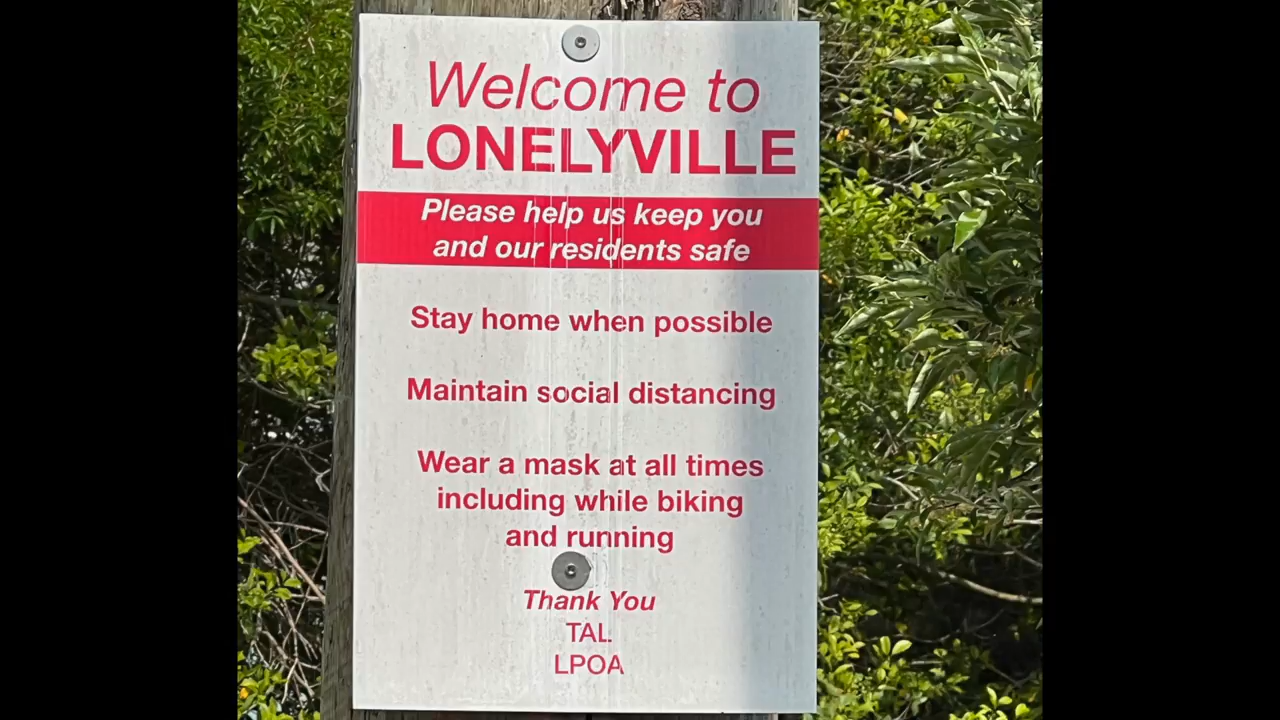 Welcome to
LONELYVILLE
Please help us keep you
and our residents safe
Stay home when possible
Maintain social distancing
Wear a mask at all times
including while biking
and running
Thank You
TAL.
LPOA